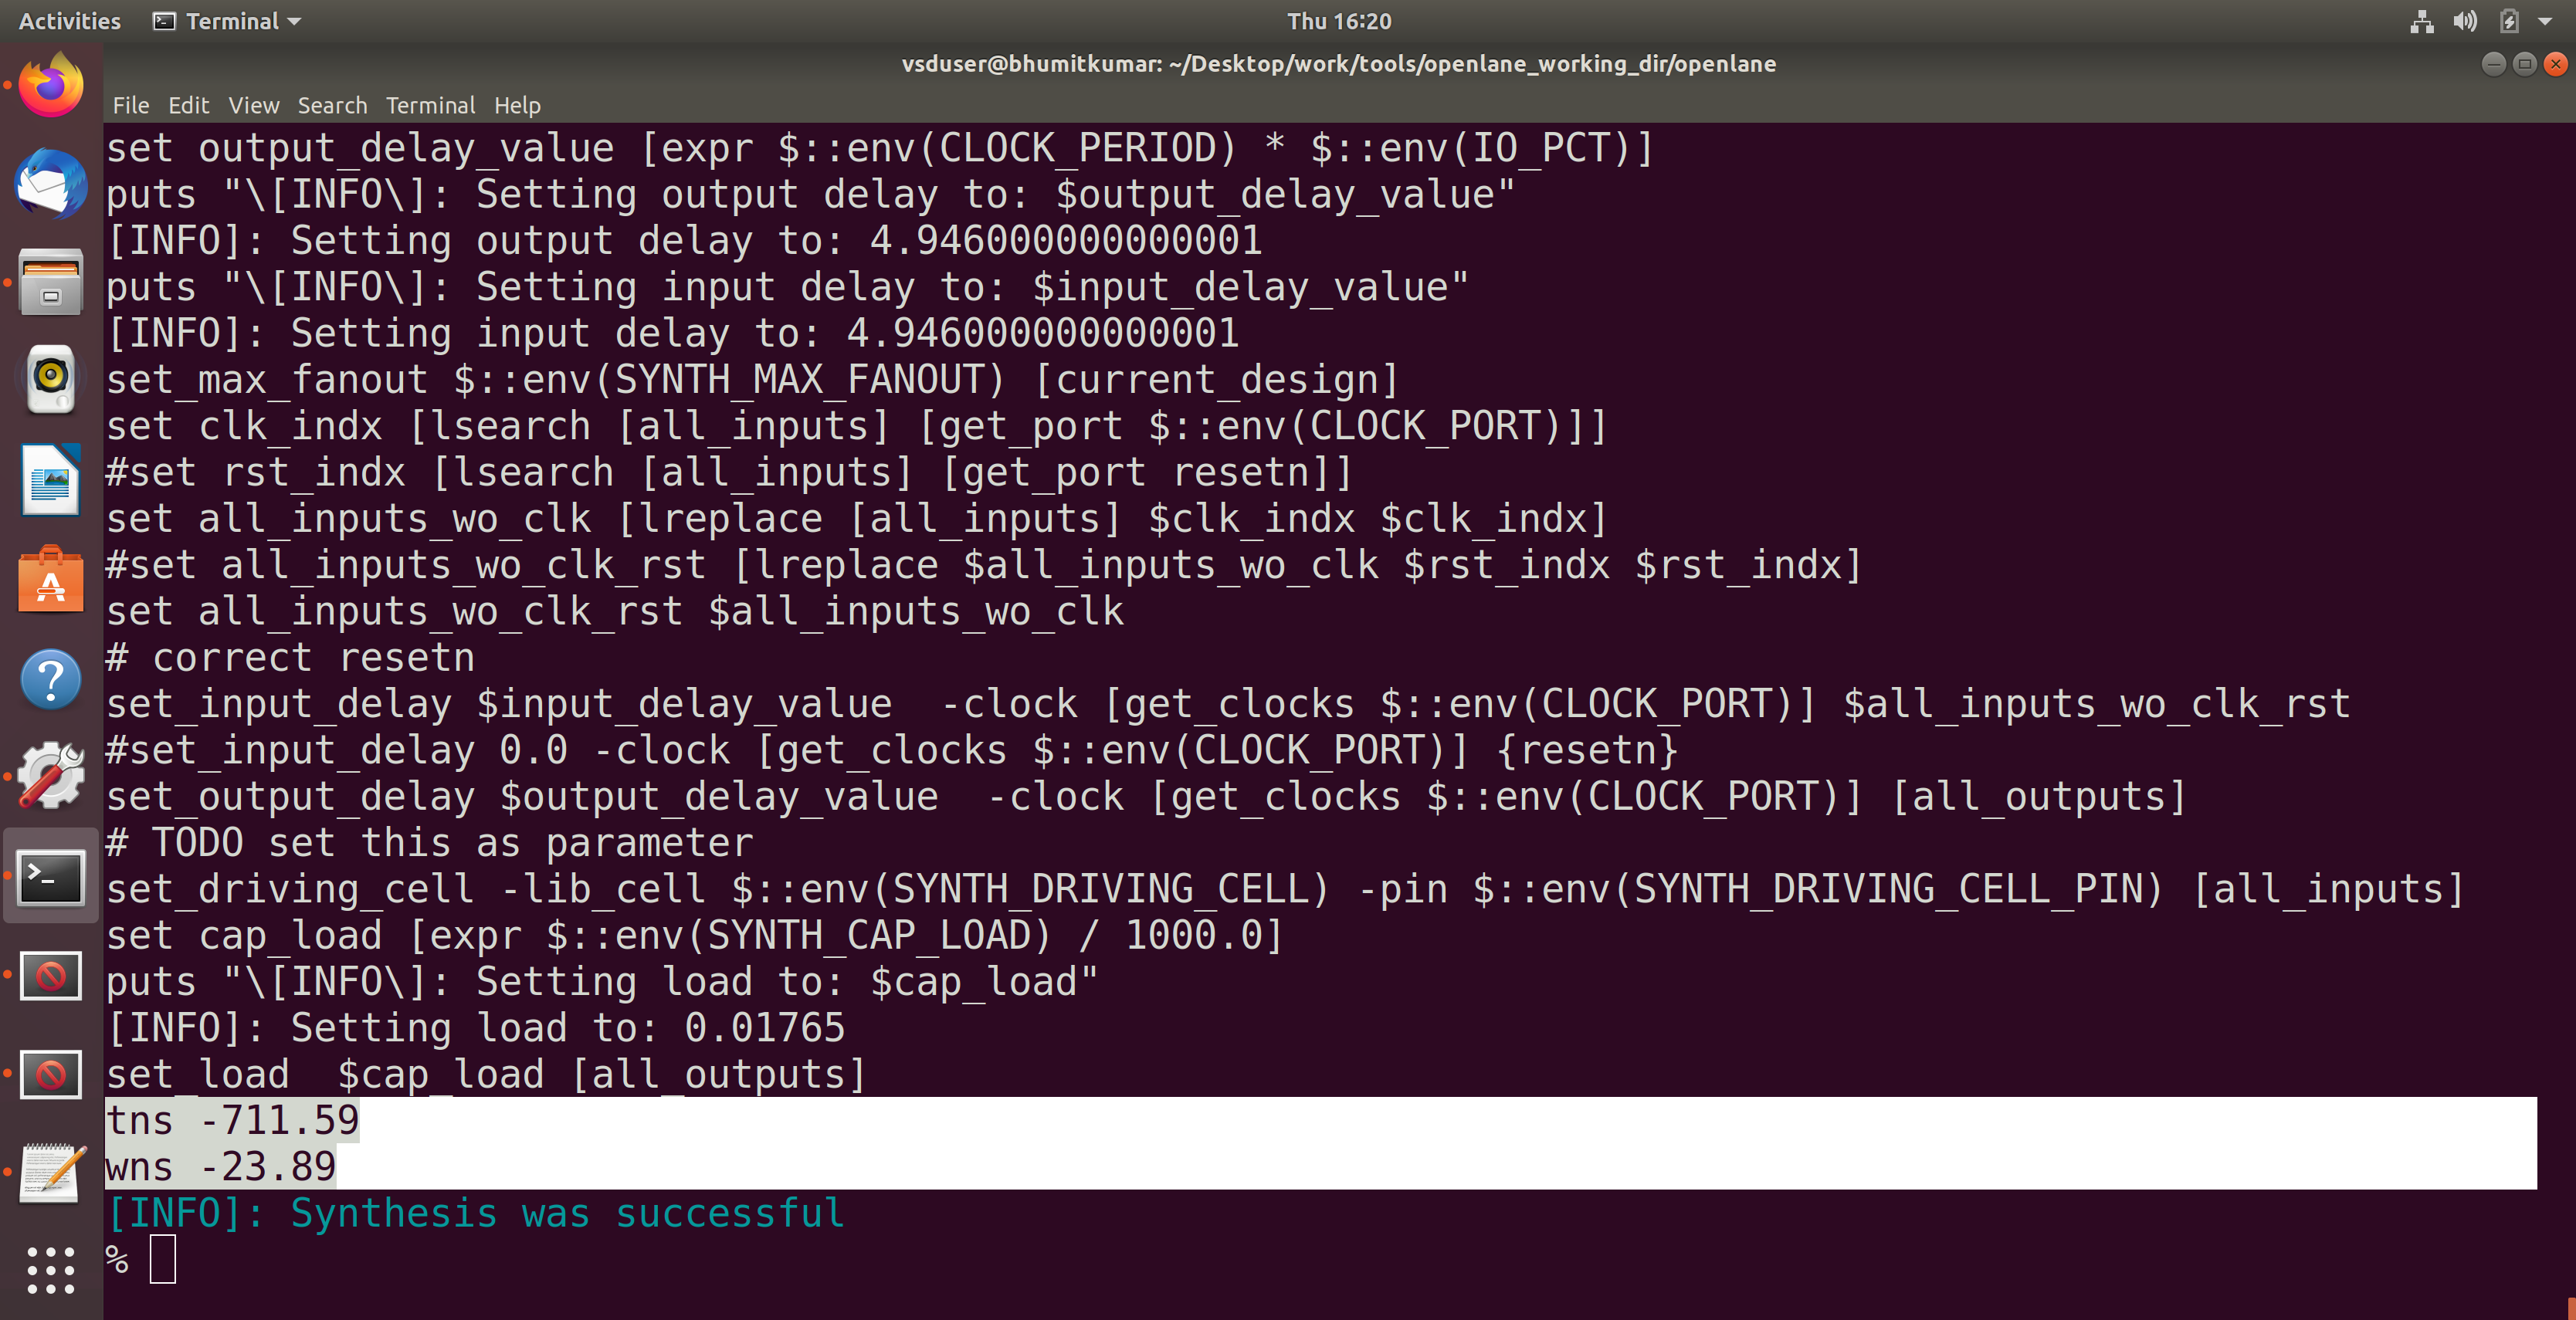 Activities Terminal Thu 16:20
vsduser@bhumitkumar: ~/Desktop/work/tools/openlane_working_dir/openlane
File Edit View Search Terminal Help
set output_delay_value [expr $::env(CLOCK_PERIOD) * $::env(IO_PCT)]
puts "\[INFO\]: Setting output delay to: $output_delay_value"
[INFO]: Setting output delay to: 4.946000000000001
puts "\[INFO\]: Setting input delay to: $input_delay_value"
[INFO]: Setting input delay to: 4.946000000000001
set_max_fanout $::env(SYNTH_MAX_FANOUT) [current_design]
set clk_indx [lsearch [all_inputs] [get_port $::env(CLOCK_PORT)]]
#set rst_indx [lsearch [all_inputs] [get_port resetn]]
set all_inputs_wo_clk [lreplace [all_inputs] $clk_indx $clk_indx]
#set all_inputs_wo_clk_rst [lreplace $all_inputs_wo_clk $rst_indx $rst_indx]
set all_inputs_wo_clk_rst $all_inputs_wo_clk
# correct resetn
set_input_delay $input_delay_value  -clock [get_clocks $::env(CLOCK_PORT)] $all_inputs_wo_clk_rst
#set_input_delay 0.0 -clock [get_clocks $::env(CLOCK_PORT)] {resetn}
set_output_delay $output_delay_value  -clock [get_clocks $::env(CLOCK_PORT)] [all_outputs]
# TODO set this as parameter
set_driving_cell -lib_cell $::env(SYNTH_DRIVING_CELL) -pin $::env(SYNTH_DRIVING_CELL_PIN) [all_inputs]
set cap_load [expr $::env(SYNTH_CAP_LOAD) / 1000.0]
puts "\[INFO\]: Setting load to: $cap_load"
[INFO]: Setting load to: 0.01765
set_load  $cap_load [all_outputs]
tns -711.59
wns -23.89
[INFO]: Synthesis was successful
%